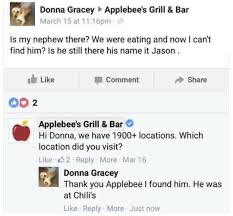 Donna Gracey ▸ Applebee's Grill & Bar
March 15 at 11:16pm ·
Is my nephew there? We were eating and now I can't
find him? Is he still there his name it Jason .
Like Comment Share
2
Applebee's Grill & Bar
Hi Donna, we have 1900+ locations. Which
location did you visit?
Like · 2 · Reply · More · Mar 16
Donna Gracey
Thank you Applebee I found him. He was
at Chili's
Like · Reply · More · Just now